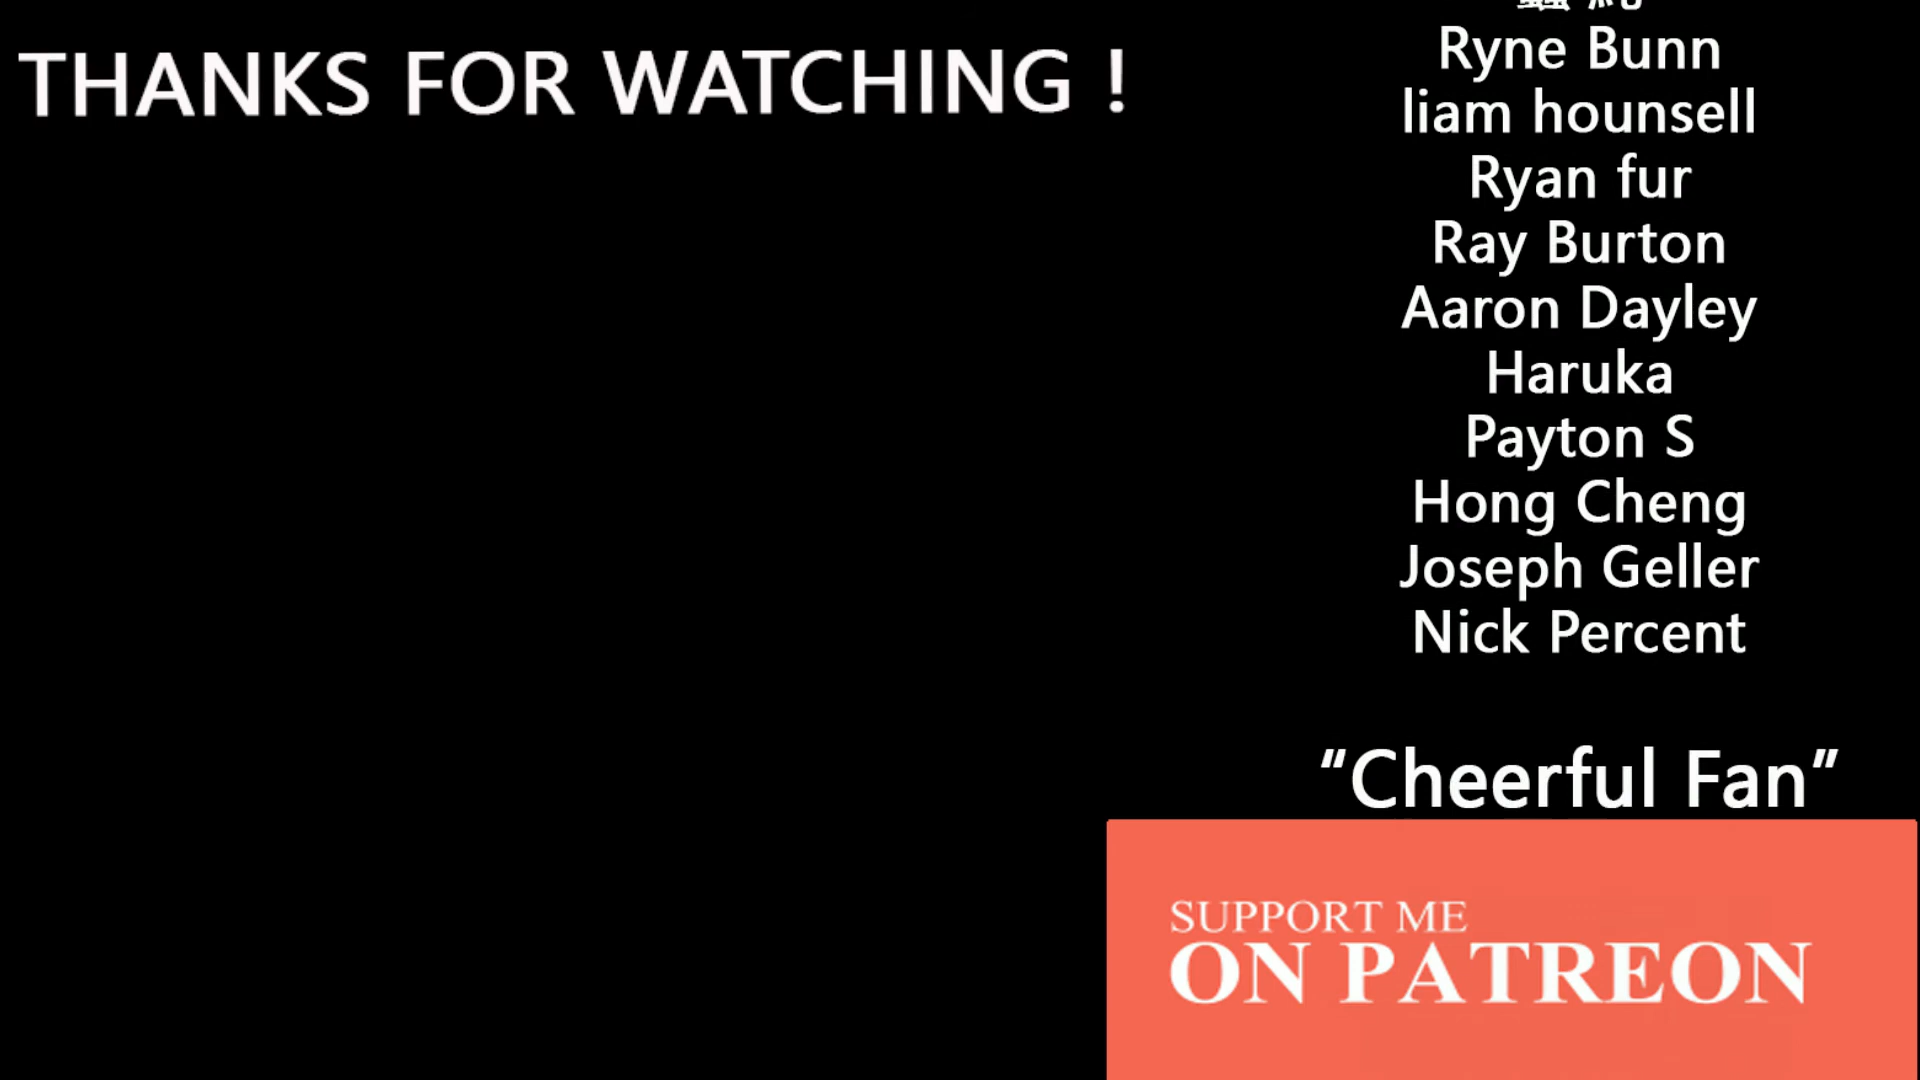 THANKS FOR WATCHING !
Ryne Bunn
liam hounsell
Ryan fur
Ray Burton
Aaron Dayley
Haruka
Payton S
Hong Cheng
Joseph Geller
Nick Percent
“Cheerful Fan”
SUPPORT ME
ON PATREON